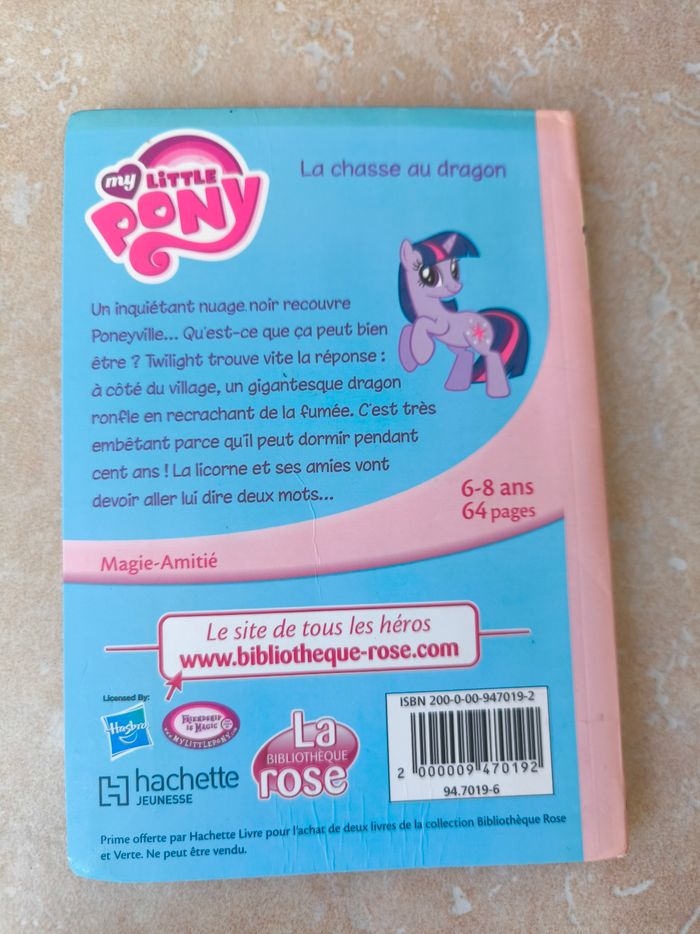 my LITTLE PONY
La chasse au dragon
Un inquiétant nuage noir recouvre
Poneyville... Qu'est-ce que ça peut bien
être ? Twilight trouve vite la réponse :
à côté du village, un gigantesque dragon
ronfle en recrachant de la fumée. C'est très
embêtant parce qu'il peut dormir pendant
cent ans ! La licorne et ses amies vont
devoir aller lui dire deux mots...
6-8 ans
64 pages
Magie-Amitié
Le site de tous les héros
www.bibliotheque-rose.com
Licensed By:
Hasbro
FRIENDSHIP
IS MAGIC
WWW.MYLITTLEPONY.COM
La
BIBLIOTHÈQUE
rose
hachette
JEUNESSE
ISBN 200-0-00-947019-2
2 000009 470192
94.7019-6
Prime offerte par Hachette Livre pour l'achat de deux livres de la collection Bibliothèque Rose
et Verte. Ne peut être vendu.